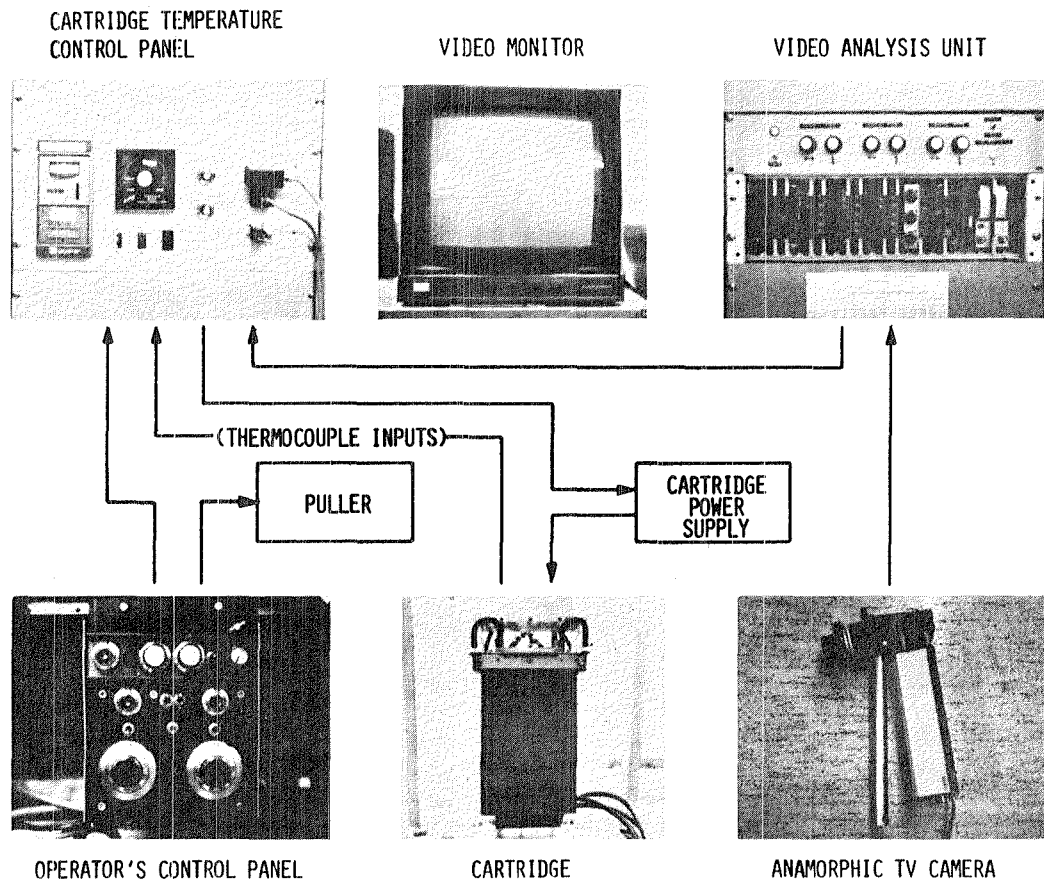 CARTRIDGE TEMPERATURE
CONTROL PANEL
VIDEO MONITOR
VIDEO ANALYSIS UNIT
(THERMOCOUPLE INPUTS)
PULLER
CARTRIDGE
POWER
SUPPLY
OPERATOR'S CONTROL PANEL
CARTRIDGE
ANAMORPHIC TV CAMERA